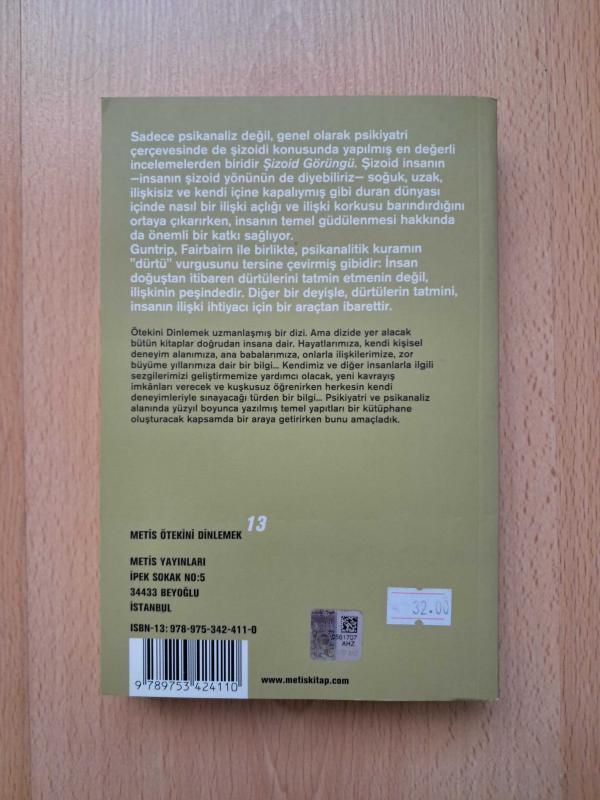 Sadece psikanaliz değil, genel olarak psikiyatri
çerçevesinde de şizoidi konusunda yapılmış en değerli
incelemelerden biridir Şizoid Görüngü. Şizoid insanın
—insanın şizoid yönünün de diyebiliriz— soğuk, uzak,
ilişkisiz ve kendi içine kapalıymış gibi duran dünyası
içinde nasıl bir ilişki açlığı ve ilişki korkusu barındırdığını
ortaya çıkarırken, insanın temel güdülenmesi hakkında
da önemli bir katkı sağlıyor.
Guntrip, Fairbairn ile birlikte, psikanalitik kuramın
"dürtü" vurgusunu tersine çevirmiş gibidir: İnsan
doğuştan itibaren dürtülerini tatmin etmenin değil,
ilişkinin peşindedir. Diğer bir deyişle, dürtülerin tatmini,
insanın ilişki ihtiyacı için bir araçtan ibarettir.
Ötekini Dinlemek uzmanlaşmış bir dizi. Ama dizide yer alacak
bütün kitaplar doğrudan insana dair. Hayatlarımıza, kendi kişisel
deneyim alanımıza, ana babalarımıza, onlarla ilişkilerimize, zor
büyüme yıllarımıza dair bir bilgi... Kendimiz ve diğer insanlarla ilgili
sezgilerimizi geliştirmemize yardımcı olacak, yeni kavrayış
imkânları verecek ve kuşkusuz öğrenirken herkesin kendi
deneyimleriyle sınayacağı türden bir bilgi... Psikiyatri ve psikanaliz
alanında yüzyıl boyunca yazılmış temel yapıtları bir kütüphane
oluşturacak kapsamda bir araya getirirken bunu amaçladık.
METİS ÖTEKİNİ DİNLEMEK 13
METİS YAYINLARI
İPEK SOKAK NO:5
34433 BEYOĞLU
İSTANBUL
32.00
ISBN-13: 978-975-342-411-0
0561707
AHZ
9 789753 424110
www.metiskitap.com